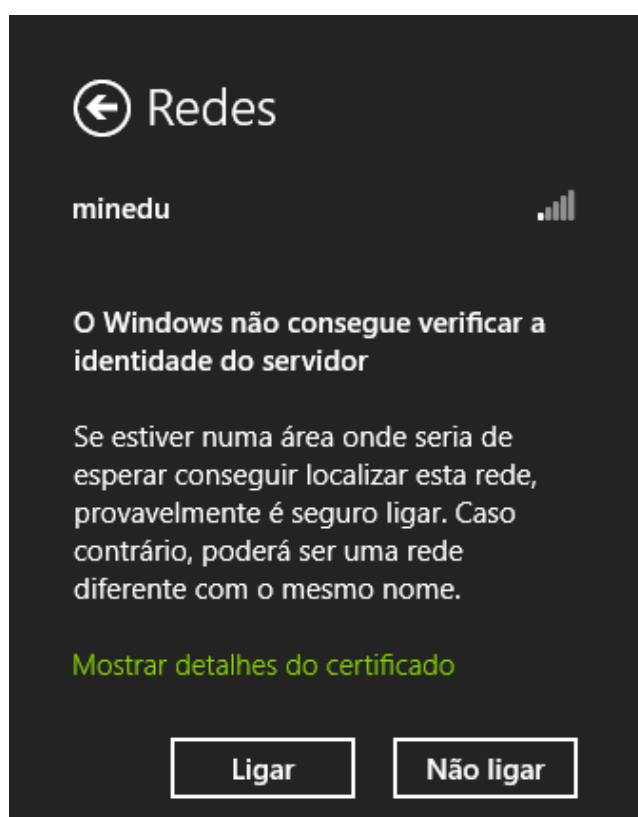 Redes
minedu
O Windows não consegue verificar a
identidade do servidor
Se estiver numa área onde seria de
esperar conseguir localizar esta rede,
provavelmente é seguro ligar. Caso
contrário, poderá ser uma rede
diferente com o mesmo nome.
Mostrar detalhes do certificado
Ligar
Não ligar